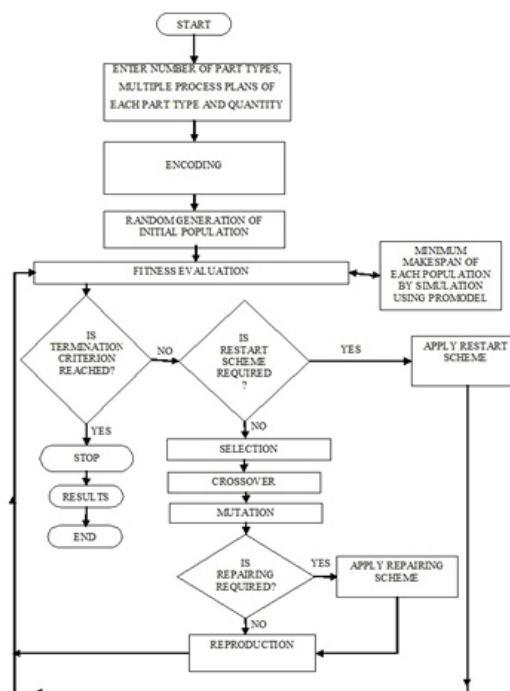 START
ENTER NUMBER OF PART TYPES,
MULTIPLE PROCESS PLANS OF
EACH PART TYPE AND QUANTITY
ENCODING
RANDOM GENERATION OF
INITIAL POPULATION
FITNESS EVALUATION
MINIMUM
MAKESPAN OF
EACH POPULATION
BY SIMULATION
USING PROMODEL
IS
TERMINATION
CRITERION
REACHED?
NO
IS
RESTART
SCHEME
REQUIRED
?
YES
APPLY RESTART
SCHEME
YES
NO
STOP
RESULTS
END
SELECTION
CROSSOVER
MUTATION
IS
REPAIRING
REQUIRED?
YES
APPLY REPAIRING
SCHEME
NO
REPRODUCTION